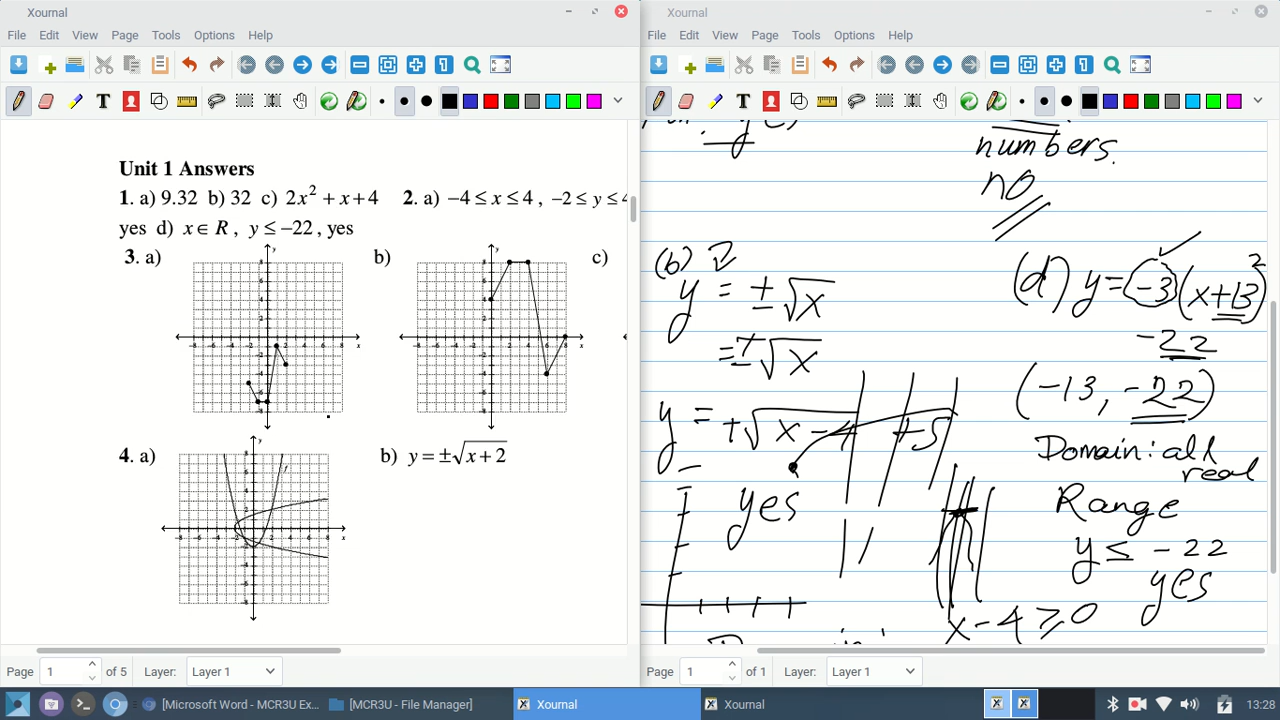 Xournal
File Edit View Page Tools Options Help
Unit 1 Answers
1. a) 9.32 b) 32 c) 2x² + x + 4 2. a) −4 ≤ x ≤ 4 , −2 ≤ y ≤ 4
yes d) x ∈ R , y ≤ −22 , yes
3. a) b) c)
4. a) b) y = ±√x + 2
Page 1 of 5 Layer: Layer 1
Xournal
File Edit View Page Tools Options Help
yes
numbers.
no
(b)
y = ±√x
= ±√x
y = +√x − 4 + 5
yes
(d) y = −3(x+13)²
−22
(−13, −22)
Domain: all
real
Range
y ≤ −22
yes
x − 4 ≥ 0
Page 1 of 1 Layer: Layer 1
[Microsoft Word - MCR3U Ex... [MCR3U - File Manager] Xournal Xournal 13:28